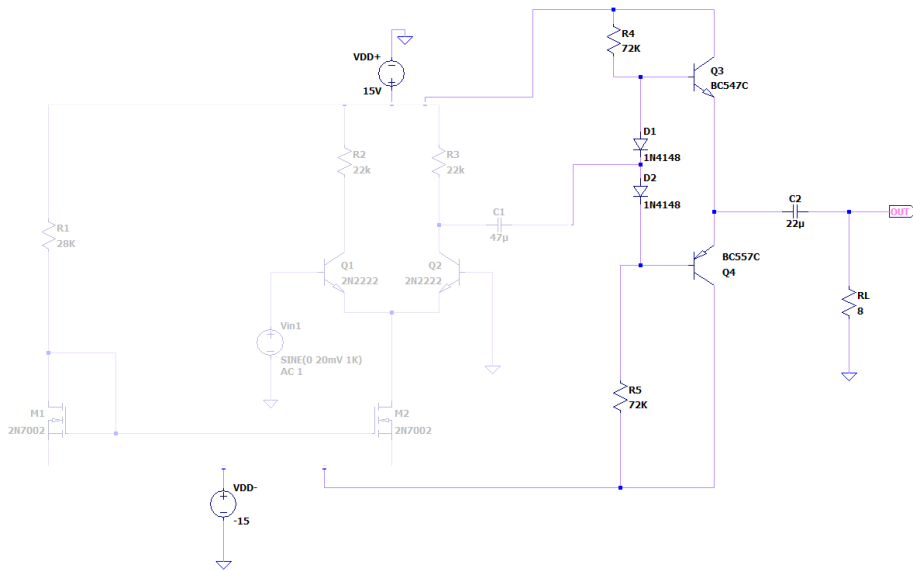 R4
72K
Q3
BC547C
VDD+
15V
R2
22k
R3
22k
D1
1N4148
D2
1N4148
C1
47µ
C2
22µ
OUT
R1
28K
Q1
2N2222
Q2
2N2222
BC557C
Q4
RL
8
Vin1
SINE(0 20mV 1K)
AC 1
R5
72K
M1
2N7002
M2
2N7002
VDD-
-15